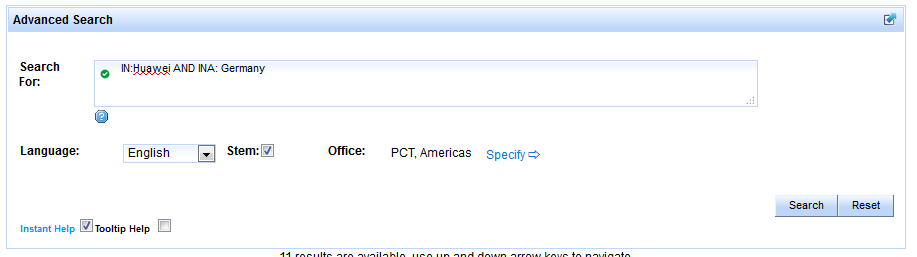 Advanced Search
Search For:
IN:Huawei AND INA: Germany
Language: English Stem: Office: PCT, Americas Specify
Search Reset
Instant Help Tooltip Help
11 results are available, use up and down arrow keys to navigate.